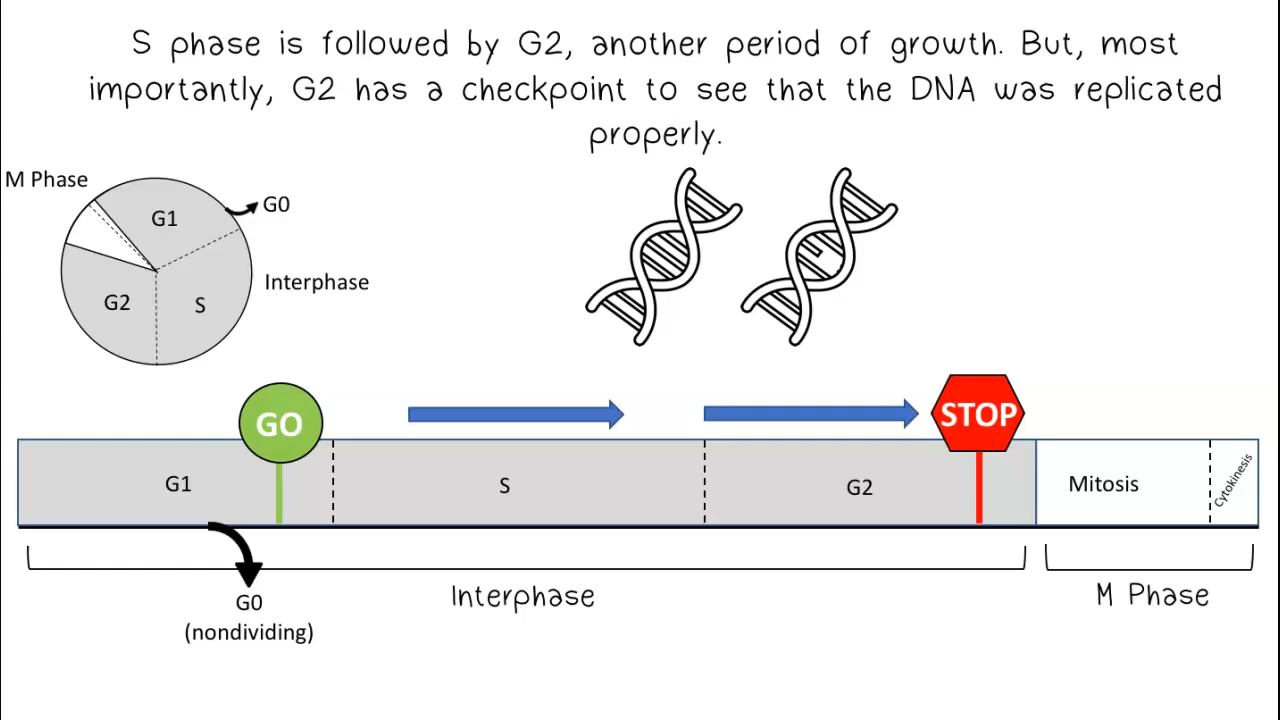 S phase is followed by G2, another period of growth. But, most
importantly, G2 has a checkpoint to see that the DNA was replicated
properly.
M Phase
G1
G0
Interphase
G2
S
GO
STOP
G1
S
G2
Mitosis
Cytokinesis
Interphase
M Phase
G0
(nondividing)